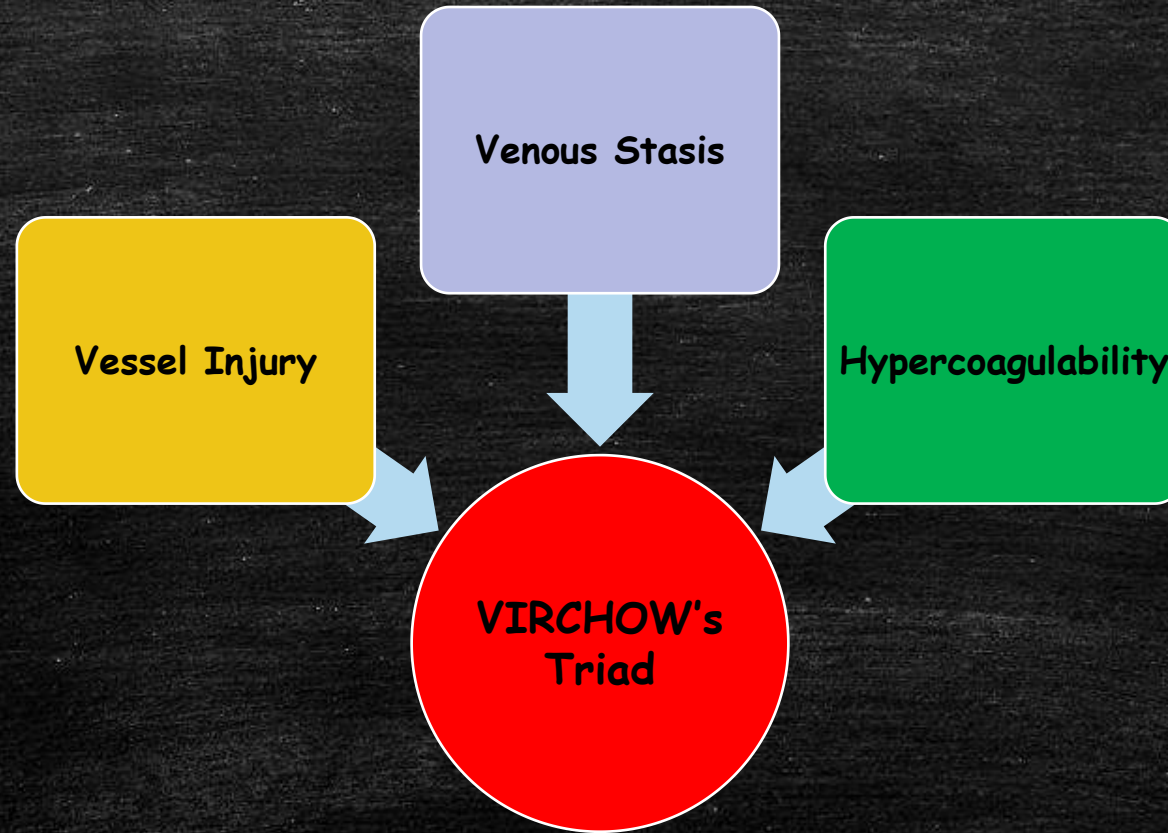 Venous Stasis
Vessel Injury
Hypercoagulability
VIRCHOW’s
Triad